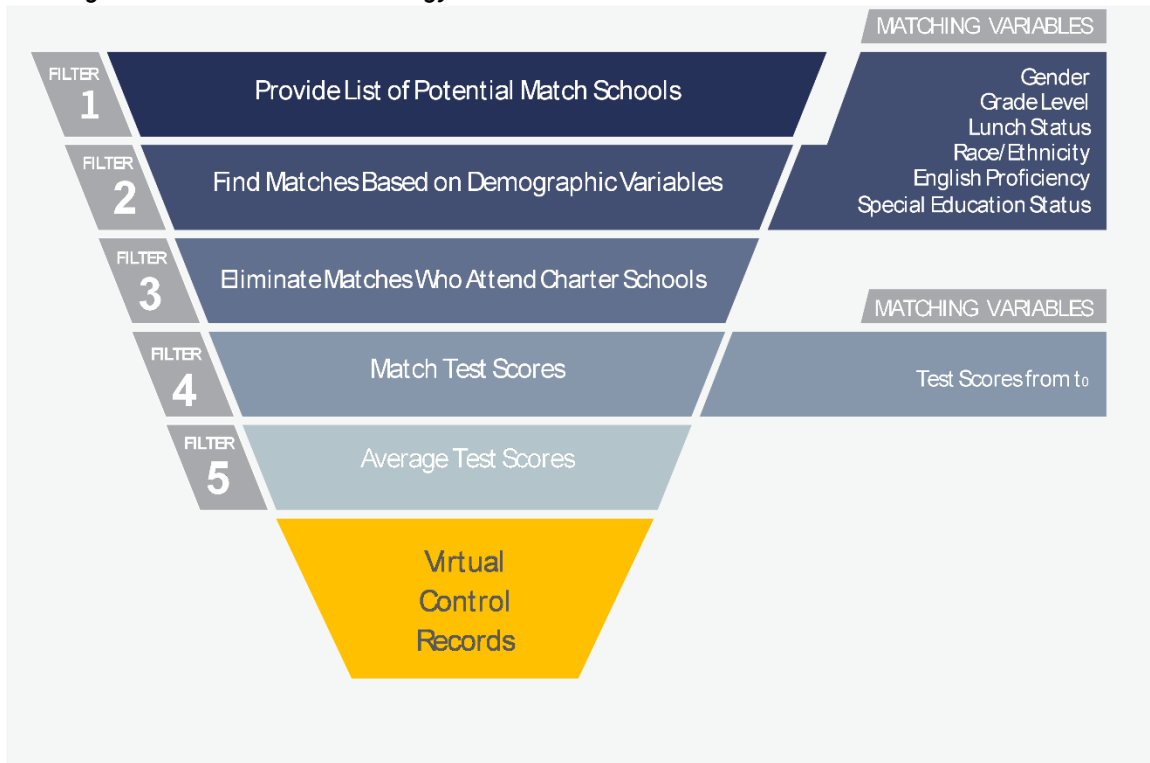 MATCHING VARIABLES
FILTER
1
Provide List of Potential Match Schools
Gender
Grade Level
Lunch Status
Race/Ethnicity
English Proficiency
Special Education Status
FILTER
2
Find Matches Based on Demographic Variables
FILTER
3
Eliminate Matches Who Attend Charter Schools
MATCHING VARIABLES
FILTER
4
Match Test Scores
Test Scores from t0
FILTER
5
Average Test Scores
Virtual
Control
Records